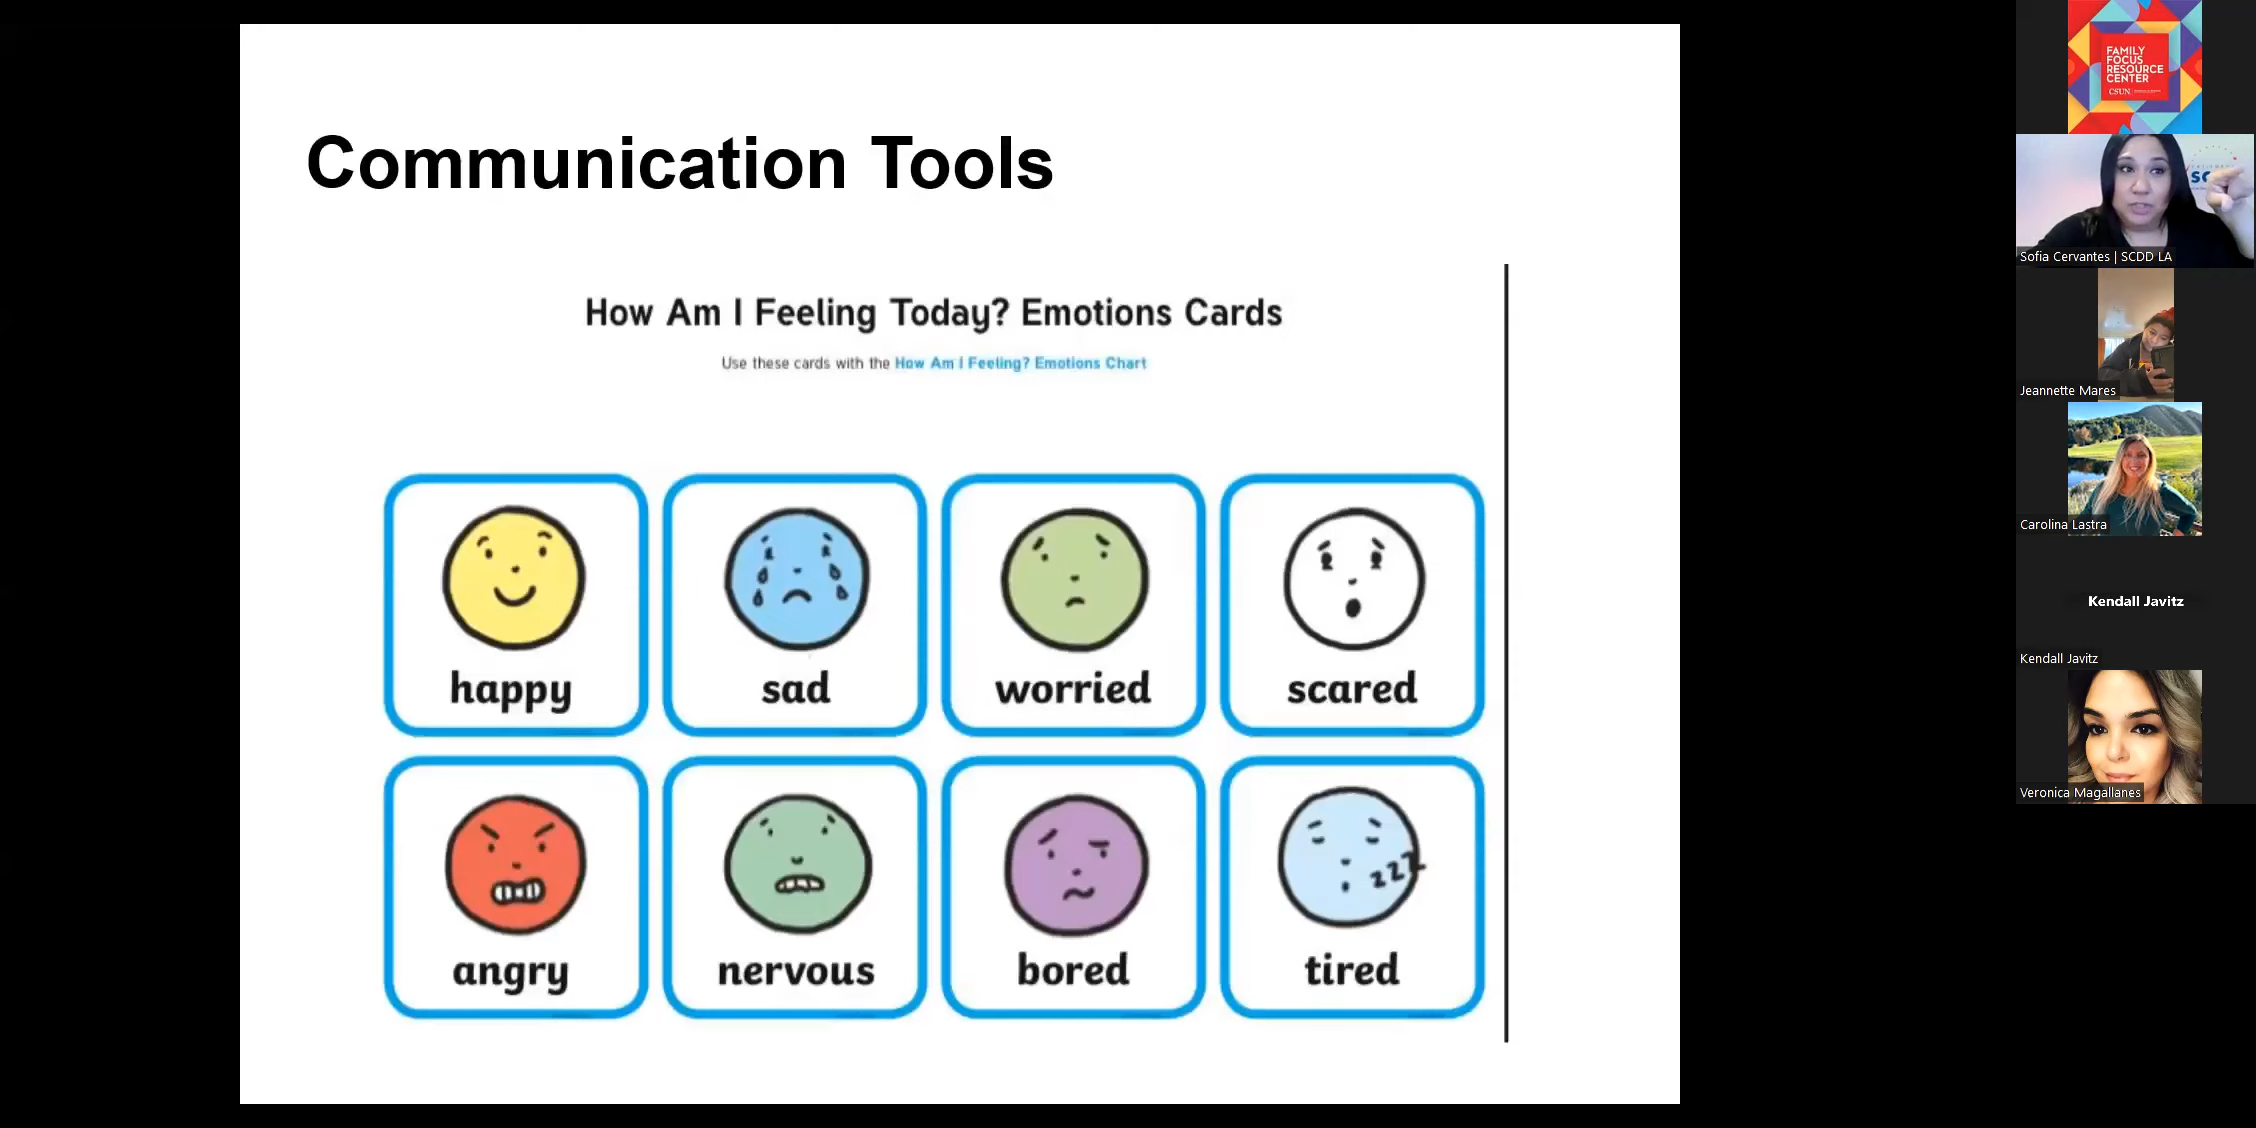 Communication Tools
How Am I Feeling Today? Emotions Cards
Use these cards with the How Am I Feeling? Emotions Chart
happy
sad
worried
scared
angry
nervous
bored
zzz
tired
FAMILY
FOCUS
RESOURCE
CENTER
CSUN
Sofia Cervantes | SCDD LA
Jeannette Mares
Carolina Lastra
Kendall Javitz
Kendall Javitz
Veronica Magallanes